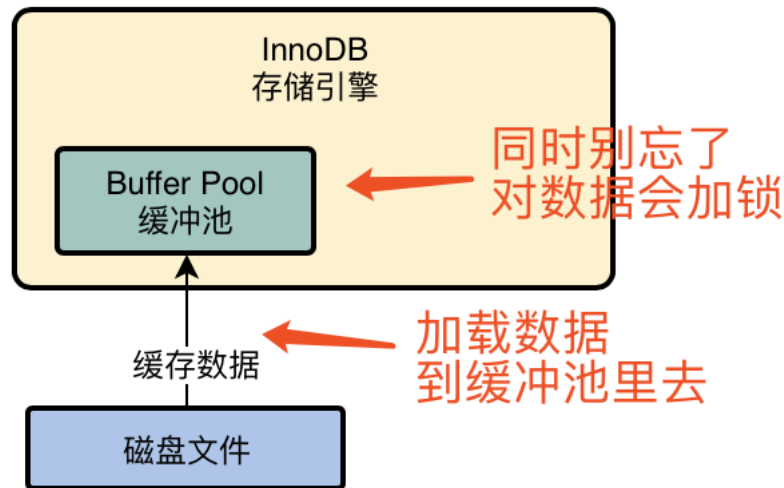 InnoDB
存储引擎
同时别忘了
对数据会加锁
Buffer Pool
缓冲池
加载数据
到缓冲池里去
缓存数据
磁盘文件